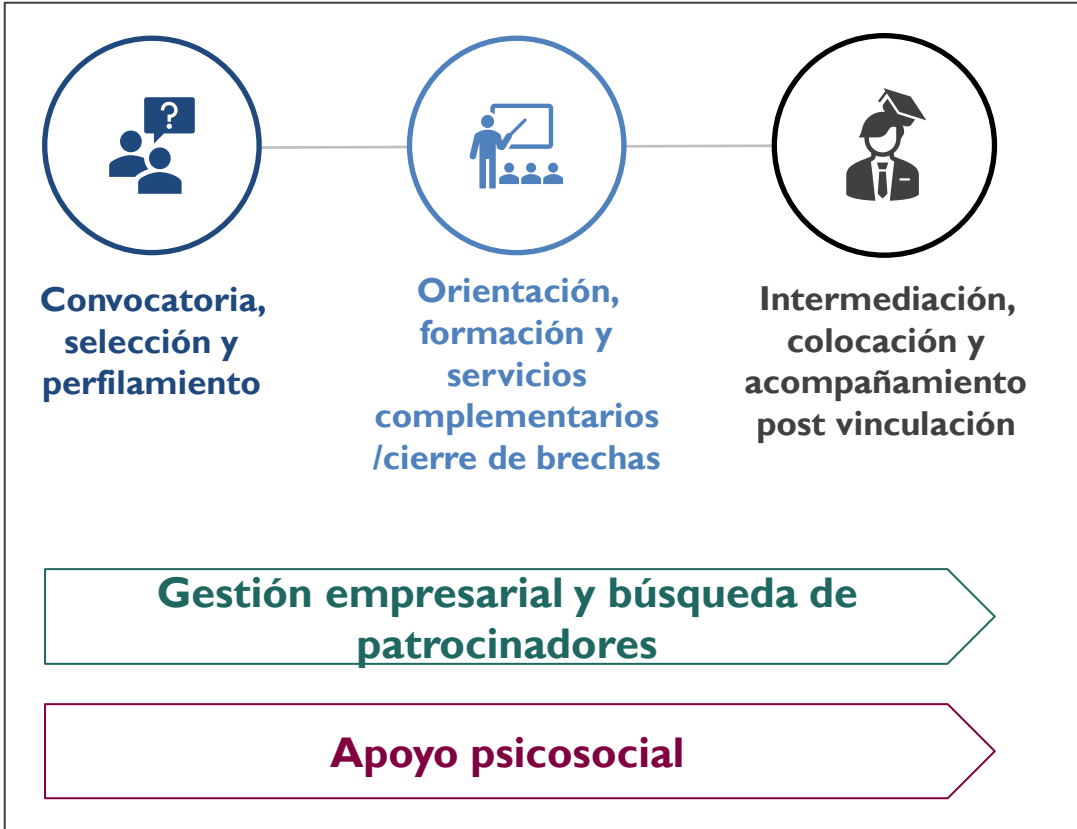 ?
Convocatoria,
selección y
perfilamiento
Orientación,
formación y
servicios
complementarios
/cierre de brechas
Intermediación,
colocación y
acompañamiento
post vinculación
Gestión empresarial y búsqueda de
patrocinadores
Apoyo psicosocial